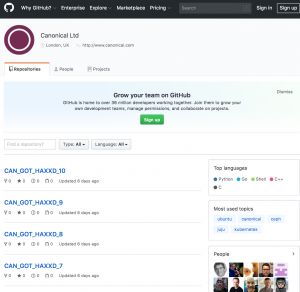 Why GitHub? Enterprise Explore Marketplace Pricing Sign in Sign up
Canonical Ltd
London, UK http://www.canonical.com
Repositories People Projects
Dismiss
Grow your team on GitHub
GitHub is home to over 36 million developers working together. Join them to grow your
own development teams, manage permissions, and collaborate on projects.
Sign up
Find a repository? Type: All Language: All
CAN_GOT_HAXXD_10
0 0 0 0 Updated 6 days ago
CAN_GOT_HAXXD_9
0 0 0 0 Updated 6 days ago
CAN_GOT_HAXXD_8
0 0 0 0 Updated 6 days ago
CAN_GOT_HAXXD_7
0 0 0 0 Updated 6 days ago
Top languages
Python Go Shell C++
C
Most used topics
ubuntu canonical ceph
juju kubernetes
People